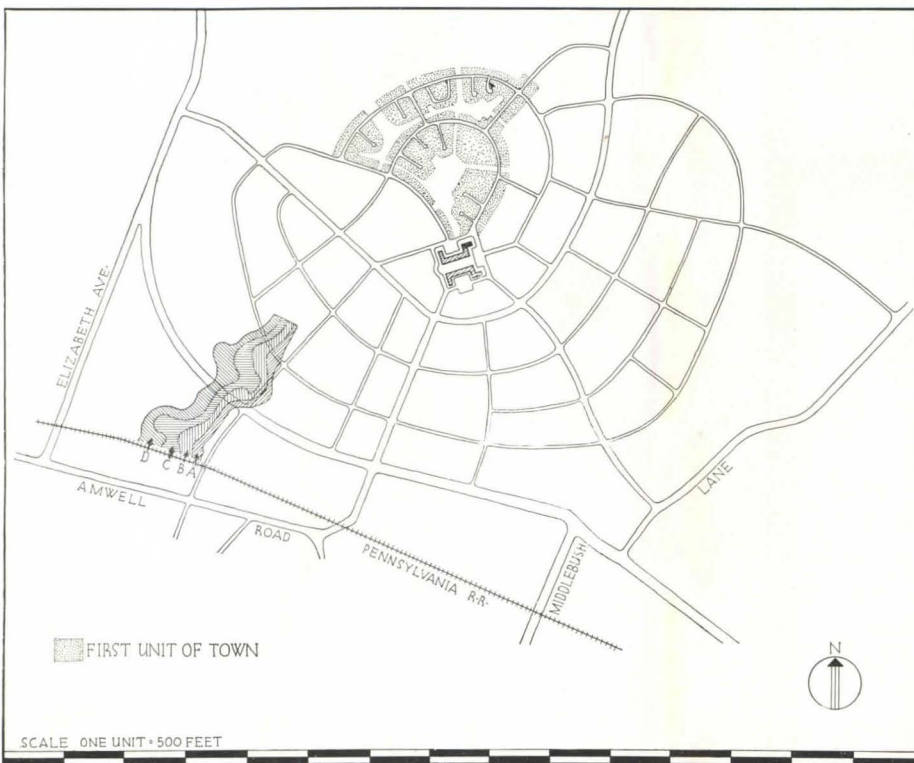 N
ELIZABETH AVE.
D C B A
AMWELL
ROAD
PENNSYLVANIA R.R.
MIDDLEBUSH
LANE
FIRST UNIT OF TOWN
SCALE ONE UNIT = 500 FEET